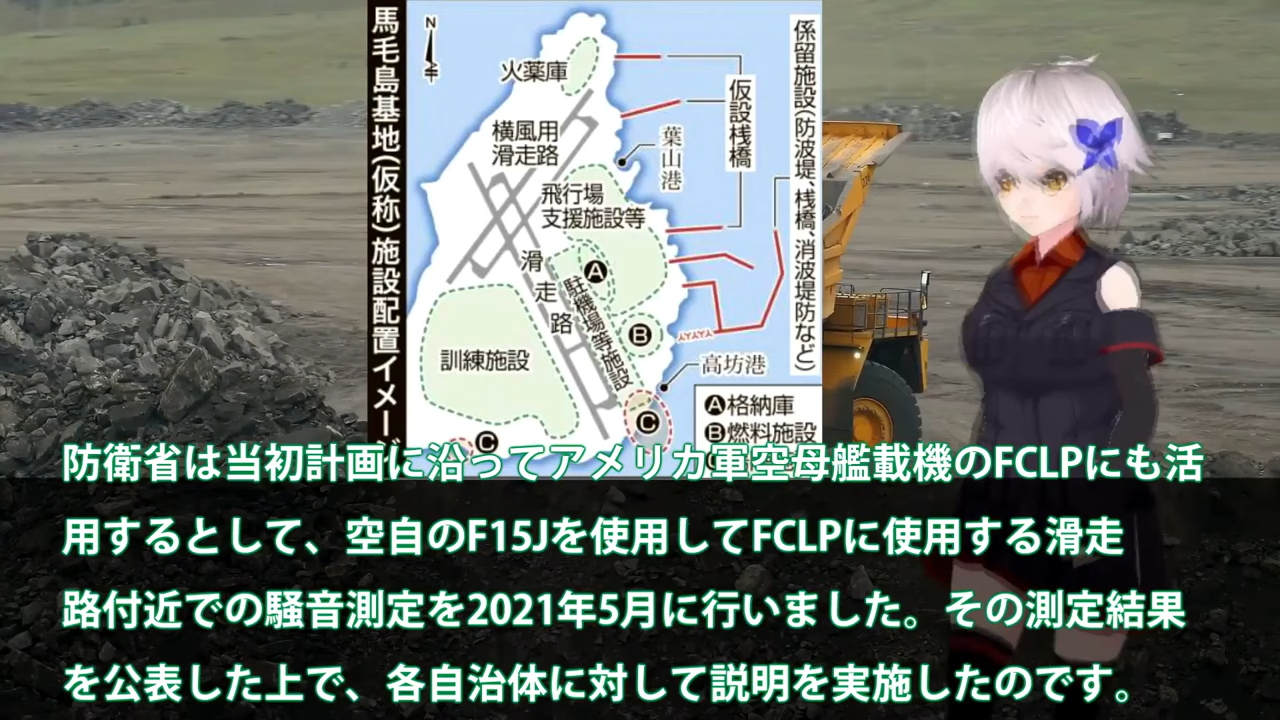 馬毛島基地(仮称)施設配置イメージ
N
火薬庫
横風用
滑走路
葉山港
仮設桟橋
係留施設(防波堤、桟橋、消波堤防など)
飛行場
支援施設等
滑走路
駐機場等施設
A
B
訓練施設
高坊港
C
C
A格納庫
B燃料施設
防衛省は当初計画に沿ってアメリカ軍空母艦載機のFCLPにも活
用するとして、空自のF15Jを使用してFCLPに使用する滑走
路付近での騒音測定を2021年5月に行いました。その測定結果
を公表した上で、各自治体に対して説明を実施したのです。